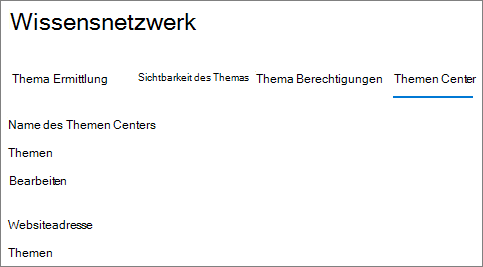 Wissensnetzwerk
Thema Ermittlung Sichtbarkeit des Themas Thema Berechtigungen Themen Center
Name des Themen Centers
Themen
Bearbeiten
Websiteadresse
Themen